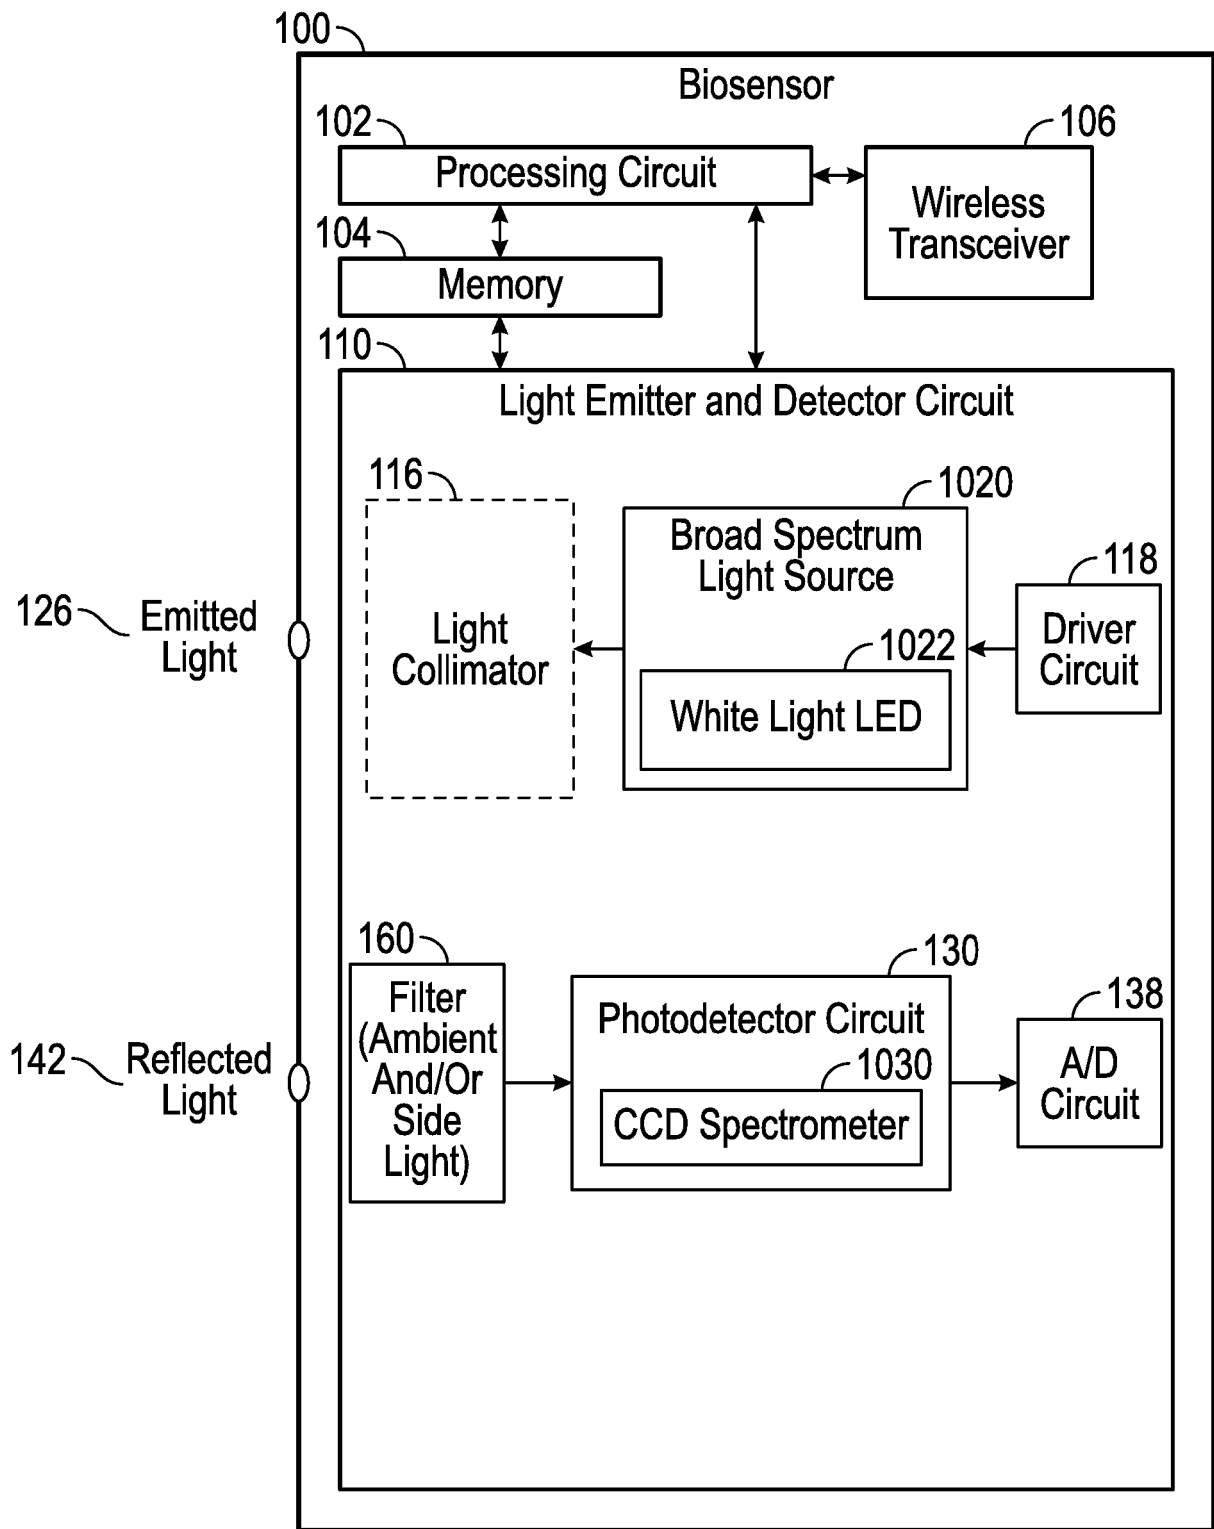 100
Biosensor
102
Processing Circuit
106
Wireless
Transceiver
104
Memory
110
Light Emitter and Detector Circuit
116
Light
Collimator
1020
Broad Spectrum
Light Source
1022
White Light LED
118
Driver
Circuit
126
Emitted
Light
160
Filter
(Ambient
And/Or
Side
Light)
130
Photodetector Circuit
1030
CCD Spectrometer
138
A/D
Circuit
142
Reflected
Light